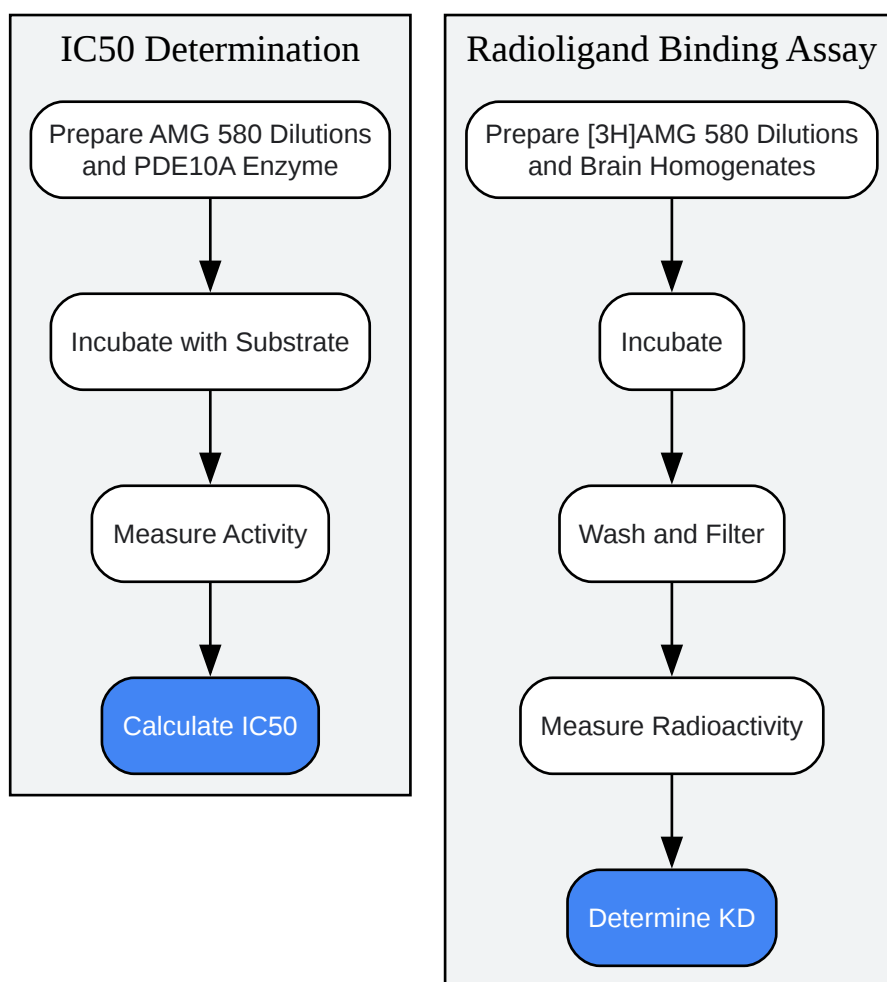 IC50 Determination
Prepare AMG 580 Dilutions
and PDE10A Enzyme
Incubate with Substrate
Measure Activity
Calculate IC50
Radioligand Binding Assay
Prepare [3H]AMG 580 Dilutions
and Brain Homogenates
Incubate
Wash and Filter
Measure Radioactivity
Determine KD